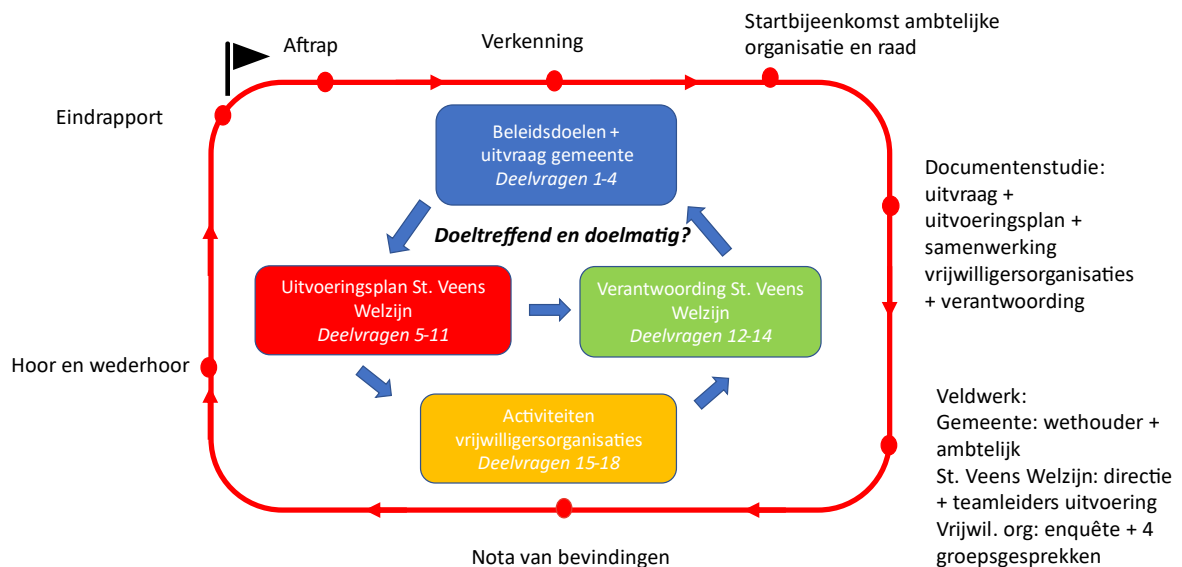 Aftrap
Verkenning
Startbijeenkomst ambtelijke
organisatie en raad
Eindrapport
Beleidsdoelen +
uitvraag gemeente
Deelvragen 1-4
Documentenstudie:
uitvraag +
uitvoeringsplan +
samenwerking
vrijwilligersorganisaties
+ verantwoording
Doeltreffend en doelmatig?
Uitvoeringsplan St. Veens
Welzijn
Deelvragen 5-11
Verantwoording St. Veens
Welzijn
Deelvragen 12-14
Hoor en wederhoor
Activiteiten
vrijwilligersorganisaties
Deelvragen 15-18
Veldwerk:
Gemeente: wethouder +
ambtelijk
St. Veens Welzijn: directie
+ teamleiders uitvoering
Vrijwil. org: enquête + 4
groepsgesprekken
Nota van bevindingen